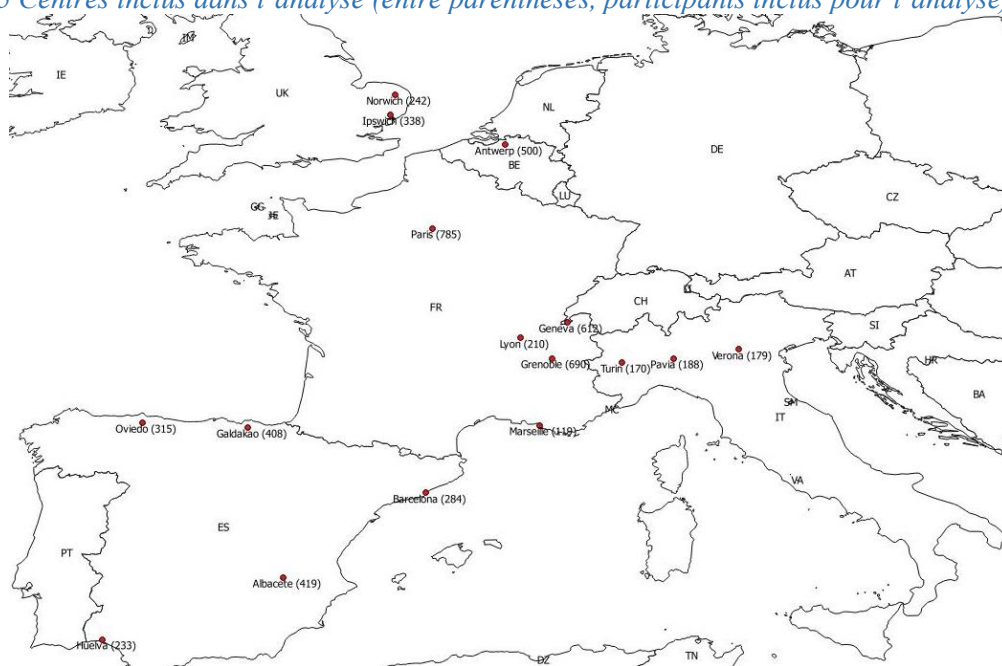 Centres inclus dans l'analyse (entre parenthèses, participants inclus pour l'analyse)
IM
IE
UK
Norwich (242)
Ipswich (338)
NL
DE
Antwerp (500)
BE
LU
CZ
GG
JE
Paris (785)
AT
CH
LI
FR
Geneva (612)
SI
Lyon (210)
Verona (179)
Grenoble (690)
Turin (170)
Pavia (188)
HR
BA
SM
MC
IT
Oviedo (315)
Galdakao (408)
Marseille (119)
VA
Barcelona (284)
ES
PT
Albacete (419)
Huelva (233)
TN
DZ